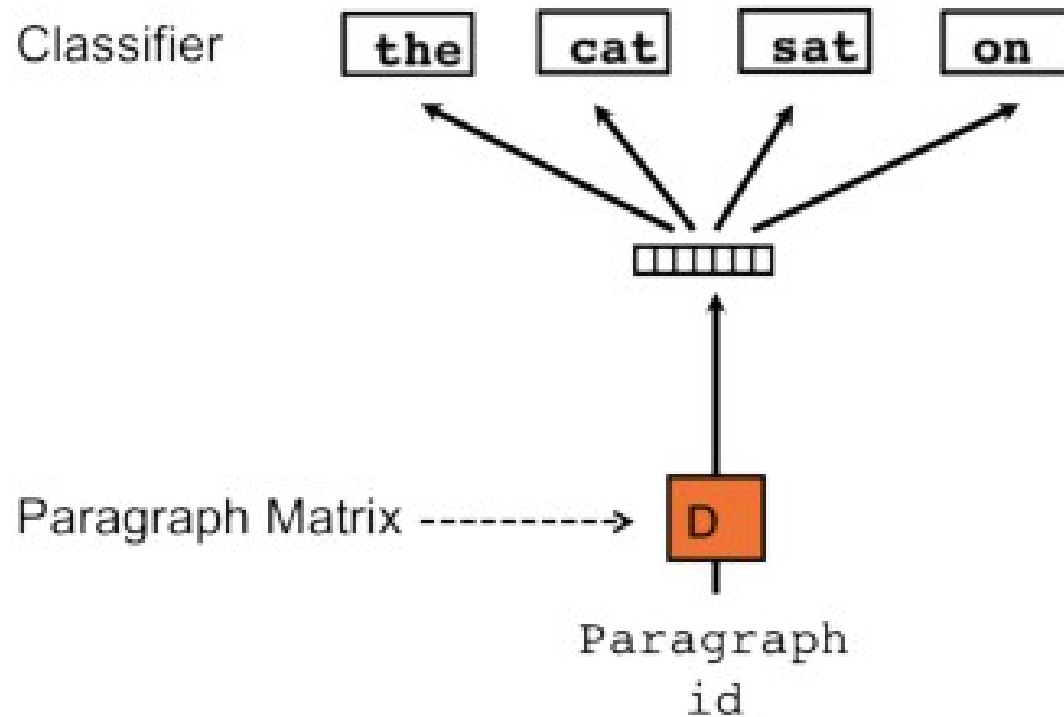 Classifier the cat sat on
Paragraph Matrix D
Paragraph
id